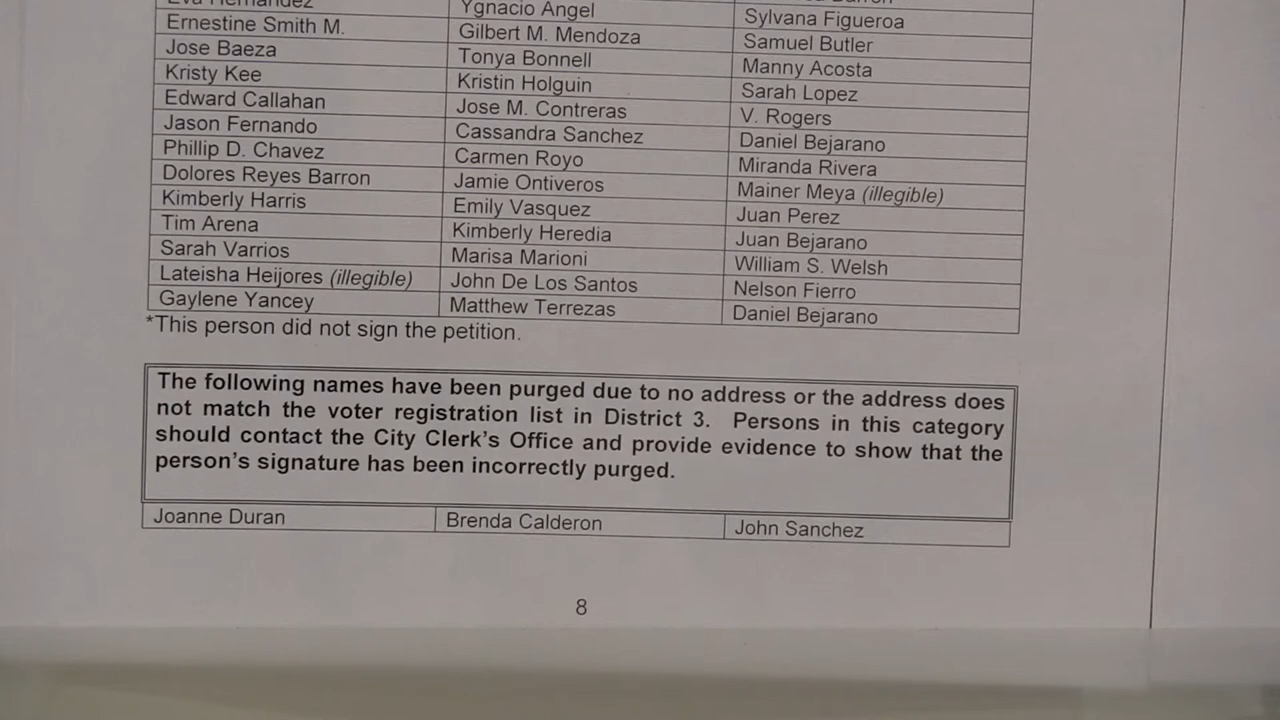 Eva Hernandez
Ygnacio Angel
Sylvana Figueroa
Ernestine Smith M.
Gilbert M. Mendoza
Samuel Butler
Jose Baeza
Tonya Bonnell
Manny Acosta
Kristy Kee
Kristin Holguin
Sarah Lopez
Edward Callahan
Jose M. Contreras
V. Rogers
Jason Fernando
Cassandra Sanchez
Daniel Bejarano
Phillip D. Chavez
Carmen Royo
Miranda Rivera
Dolores Reyes Barron
Jamie Ontiveros
Mainer Meya (illegible)
Kimberly Harris
Emily Vasquez
Juan Perez
Tim Arena
Kimberly Heredia
Juan Bejarano
Sarah Varrios
Marisa Marioni
William S. Welsh
Lateisha Heijores (illegible)
John De Los Santos
Nelson Fierro
Gaylene Yancey
Matthew Terrezas
Daniel Bejarano
*This person did not sign the petition.
The following names have been purged due to no address or the address does
not match the voter registration list in District 3. Persons in this category
should contact the City Clerk's Office and provide evidence to show that the
person's signature has been incorrectly purged.
Joanne Duran
Brenda Calderon
John Sanchez
8